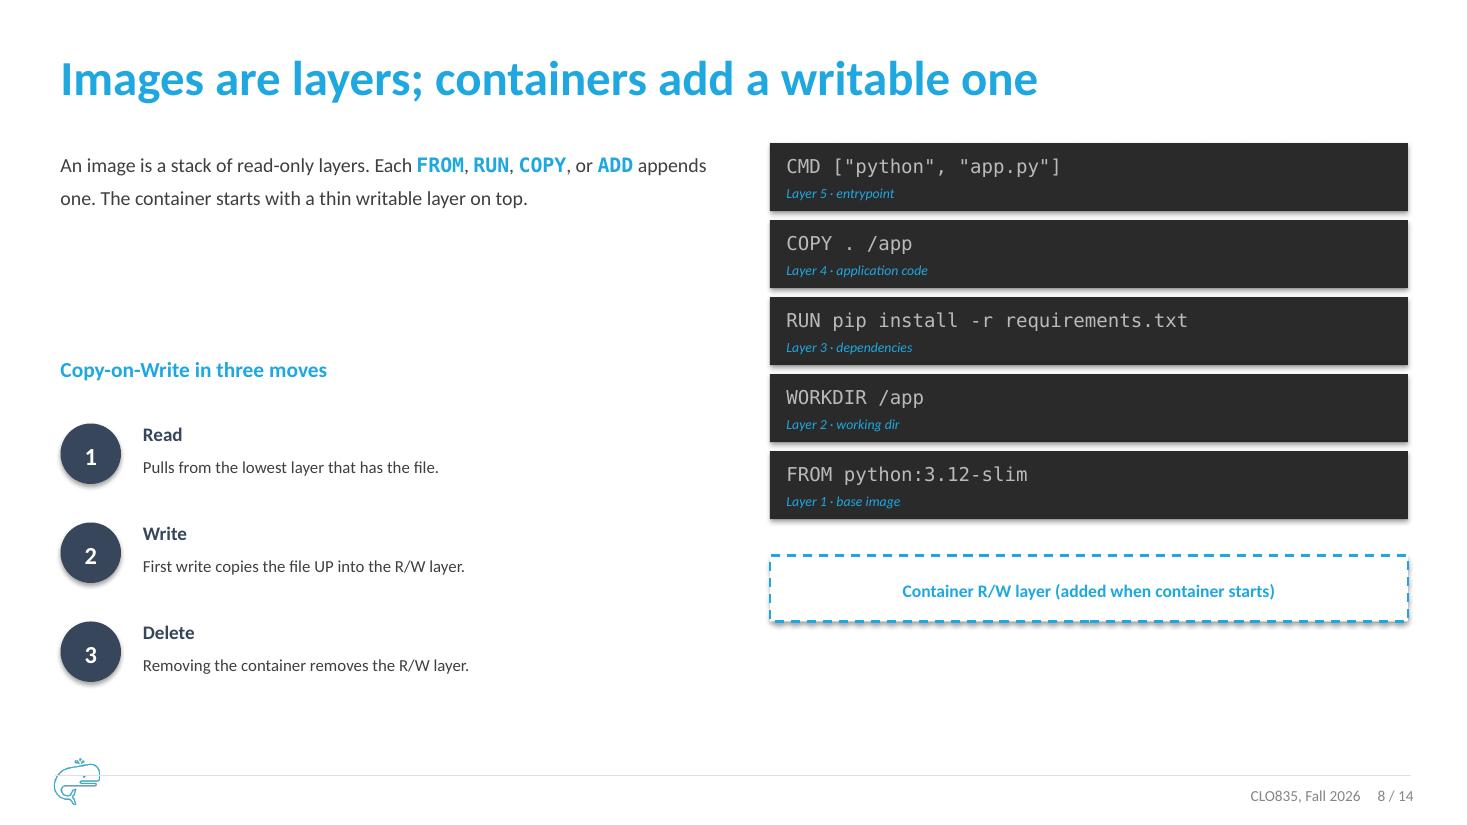 Images are layers; containers add a writable one
An image is a stack of read-only layers. Each FROM, RUN, COPY, or ADD appends
one. The container starts with a thin writable layer on top.
Copy-on-Write in three moves
1
Read
Pulls from the lowest layer that has the file.
2
Write
First write copies the file UP into the R/W layer.
3
Delete
Removing the container removes the R/W layer.
CMD ["python", "app.py"]
Layer 5 · entrypoint
COPY . /app
Layer 4 · application code
RUN pip install -r requirements.txt
Layer 3 · dependencies
WORKDIR /app
Layer 2 · working dir
FROM python:3.12-slim
Layer 1 · base image
Container R/W layer (added when container starts)
CLO835, Fall 2026 8 / 14